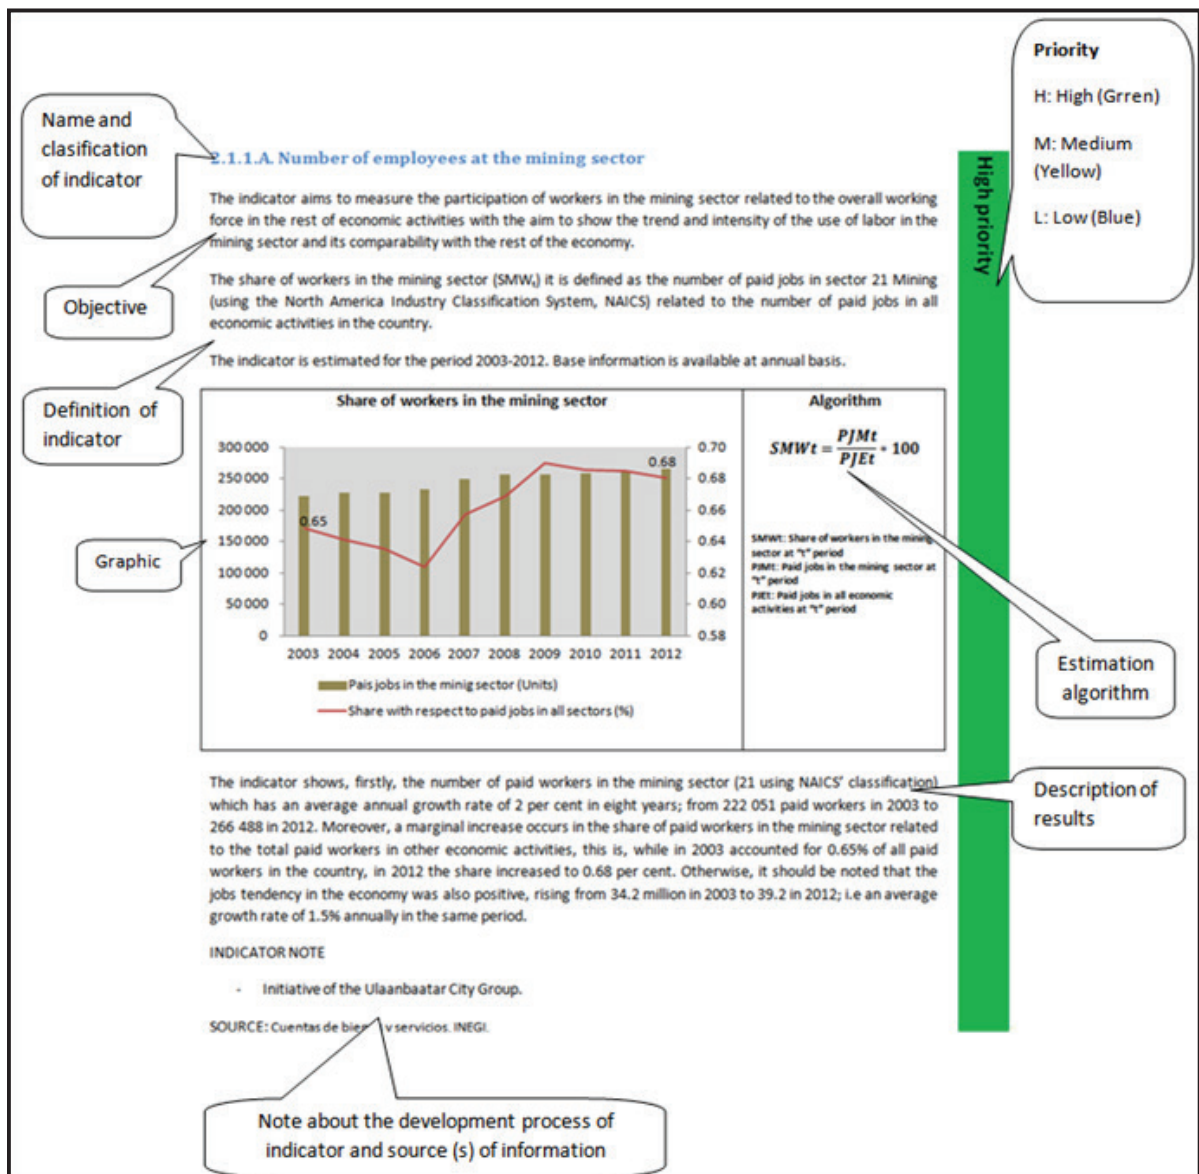 Priority
H: High (Grren)
M: Medium
(Yellow)
L: Low (Blue)
High priority
Name and
clasification
of indicator
2.1.1.A. Number of employees at the mining sector
The indicator aims to measure the participation of workers in the mining sector related to the overall working
force in the rest of economic activities with the aim to show the trend and intensity of the use of labor in the
mining sector and its comparability with the rest of the economy.
Objective
The share of workers in the mining sector (SMWt) it is defined as the number of paid jobs in sector 21 Mining
(using the North America Industry Classification System, NAICS) related to the number of paid jobs in all
economic activities in the country.
The indicator is estimated for the period 2003-2012. Base information is available at annual basis.
Definition of
indicator
Share of workers in the mining sector
300 000
250 000
200 000
150 000
100 000
50 000
0
0.70
0.68
0.66
0.64
0.62
0.60
0.58
0.65
0.68
2003 2004 2005 2006 2007 2008 2009 2010 2011 2012
Pais jobs in the minig sector (Units)
Share with respect to paid jobs in all sectors (%)
Graphic
Algorithm
SMWt = PJMt / PJEt * 100
SMWt: Share of workers in the mining
sector at "t" period
PJMt: Paid jobs in the mining sector at
"t" period
PJEt: Paid jobs in all economic
activities at "t" period
Estimation
algorithm
The indicator shows, firstly, the number of paid workers in the mining sector (21 using NAICS' classification)
which has an average annual growth rate of 2 per cent in eight years; from 222 051 paid workers in 2003 to
266 488 in 2012. Moreover, a marginal increase occurs in the share of paid workers in the mining sector related
to the total paid workers in other economic activities, this is, while in 2003 accounted for 0.65% of all paid
workers in the country, in 2012 the share increased to 0.68 per cent. Otherwise, it should be noted that the
jobs tendency in the economy was also positive, rising from 34.2 million in 2003 to 39.2 in 2012; i.e an average
growth rate of 1.5% annually in the same period.
Description of
results
INDICATOR NOTE
- Initiative of the Ulaanbaatar City Group.
SOURCE: Cuentas de y servicios. INEGI.
Note about the development process of
indicator and source (s) of information